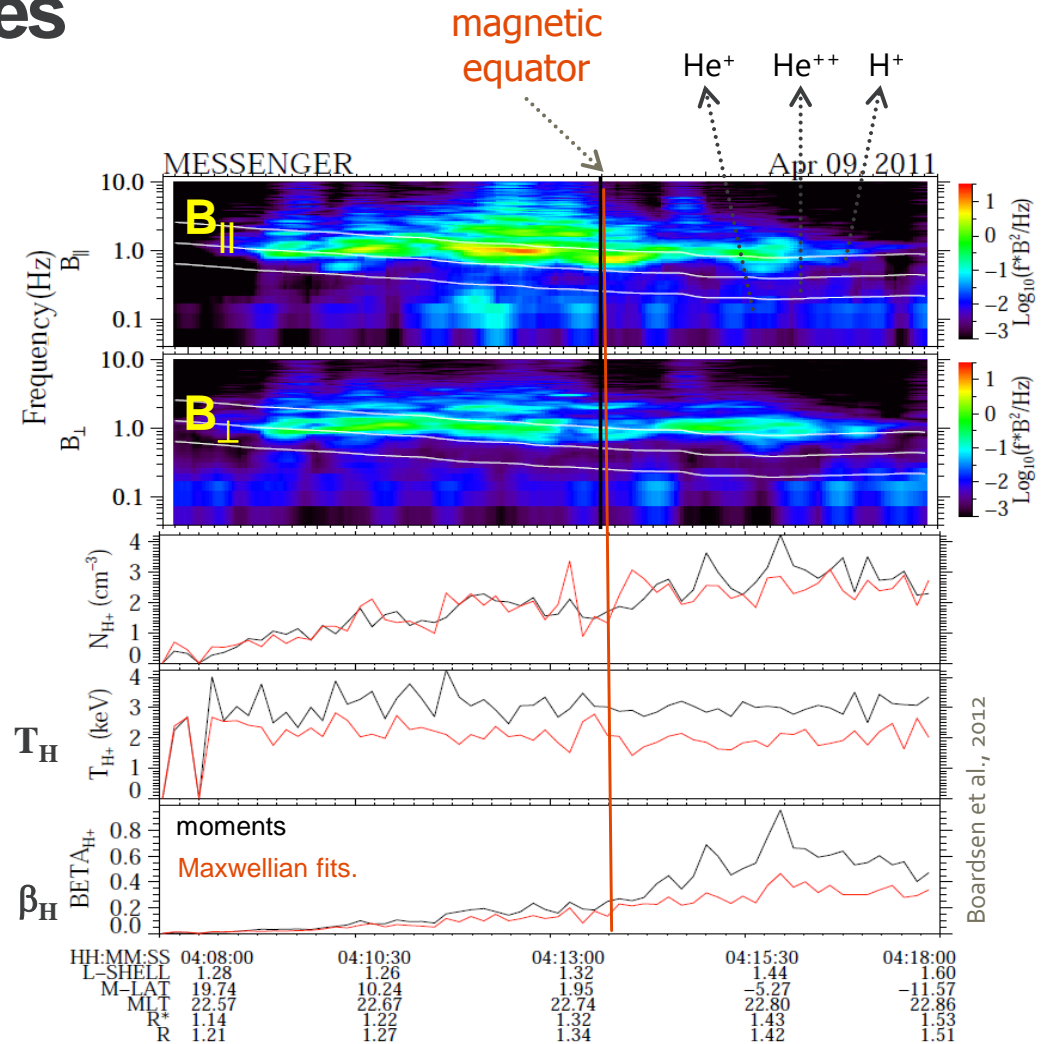 es
magnetic
equator
He⁺ He⁺⁺ H⁺
MESSENGER Apr 09, 2011
Frequency (Hz)
B∥
10.0
1.0
0.1
B∥
1
0
−1
−2
−3
Log₁₀(f*B²/Hz)
B⊥
10.0
1.0
0.1
B⊥
1
0
−1
−2
−3
Log₁₀(f*B²/Hz)
N_H+ (cm⁻³)
4
3
2
1
0
T_H
T_H+ (keV)
4
3
2
1
0
β_H
BETA_H+
0.8
0.6
0.4
0.2
0.0
moments
Maxwellian fits.
Boardsen et al., 2012
HH:MM:SS 04:08:00 04:10:30 04:13:00 04:15:30 04:18:00
L−SHELL 1.28 1.26 1.32 1.44 1.60
M−LAT 19.74 10.24 1.95 −5.27 −11.57
MLT 22.57 22.67 22.74 22.80 22.86
R* 1.14 1.22 1.32 1.43 1.53
R 1.21 1.27 1.34 1.42 1.51